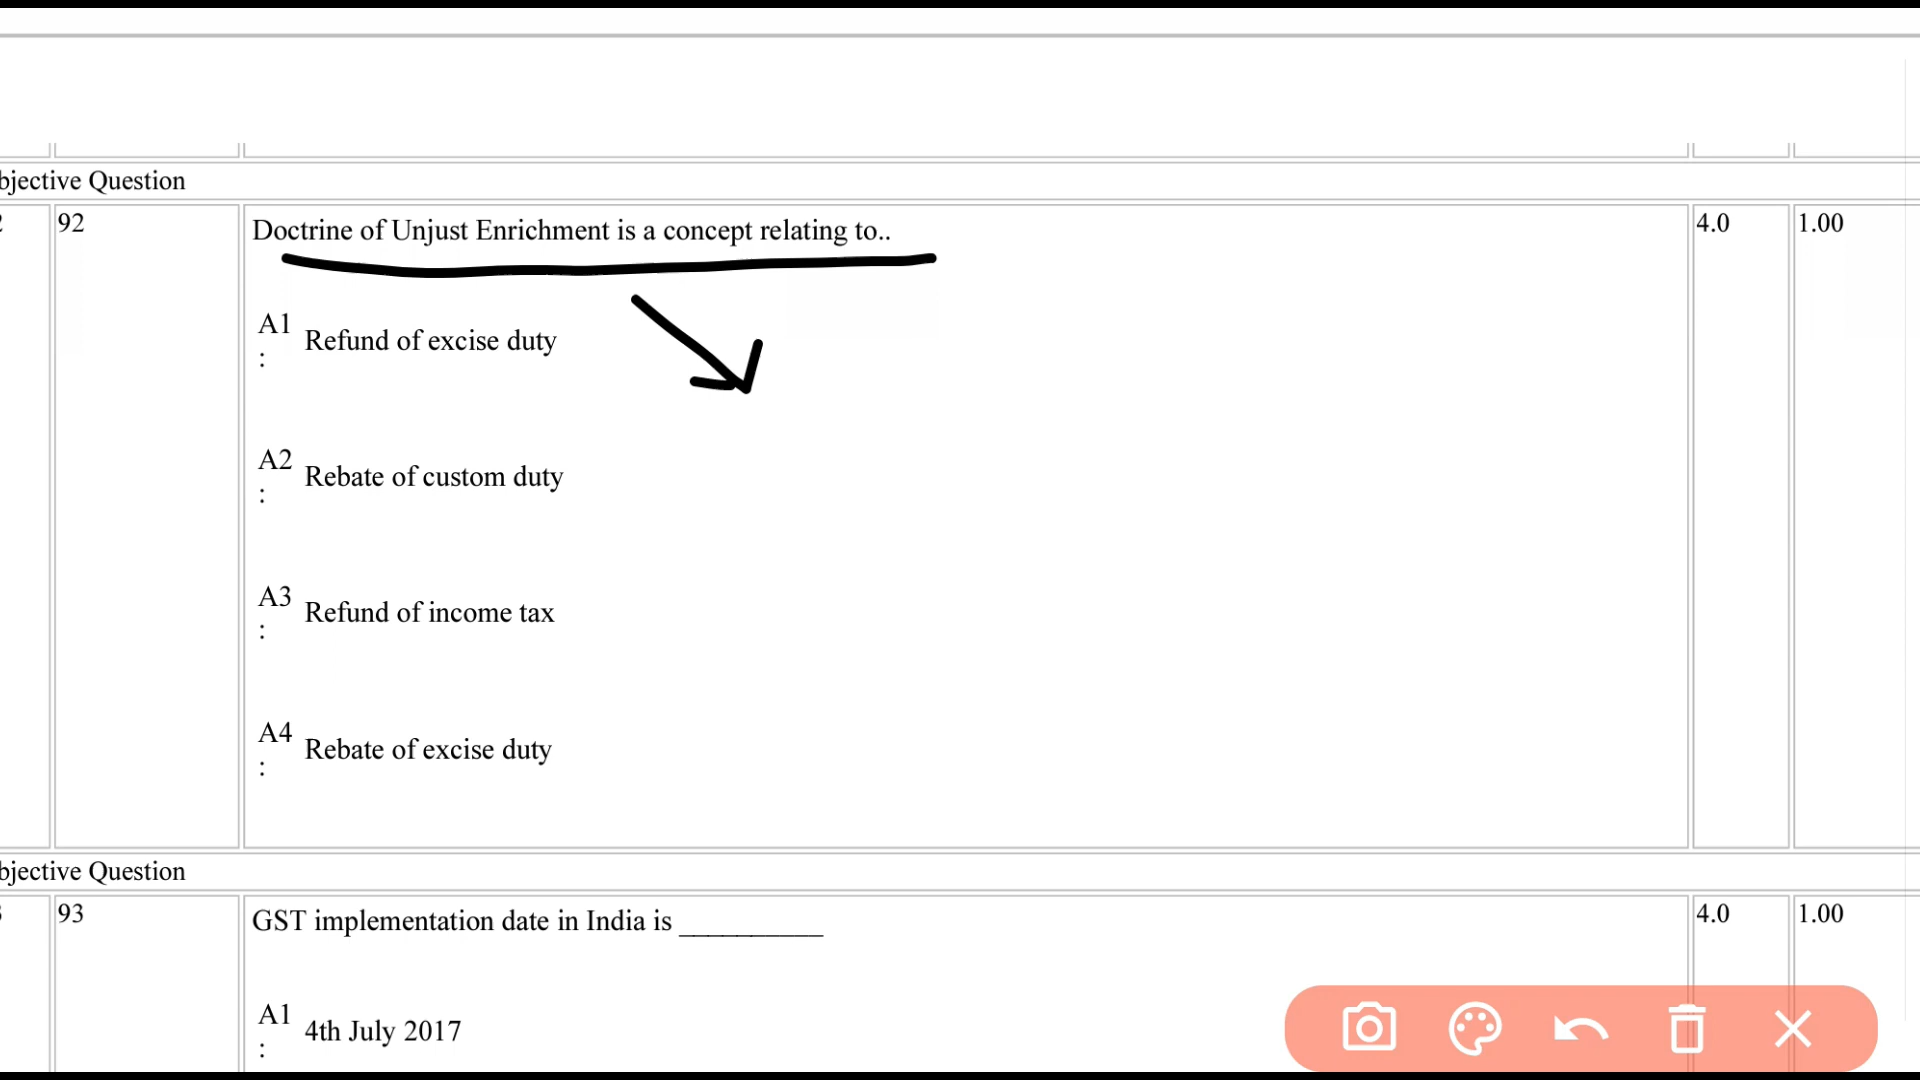 bjective Question
92
Doctrine of Unjust Enrichment is a concept relating to..
4.0
1.00
A1
:
Refund of excise duty
A2
:
Rebate of custom duty
A3
:
Refund of income tax
A4
:
Rebate of excise duty
bjective Question
93
GST implementation date in India is __________
4.0
1.00
A1
:
4th July 2017